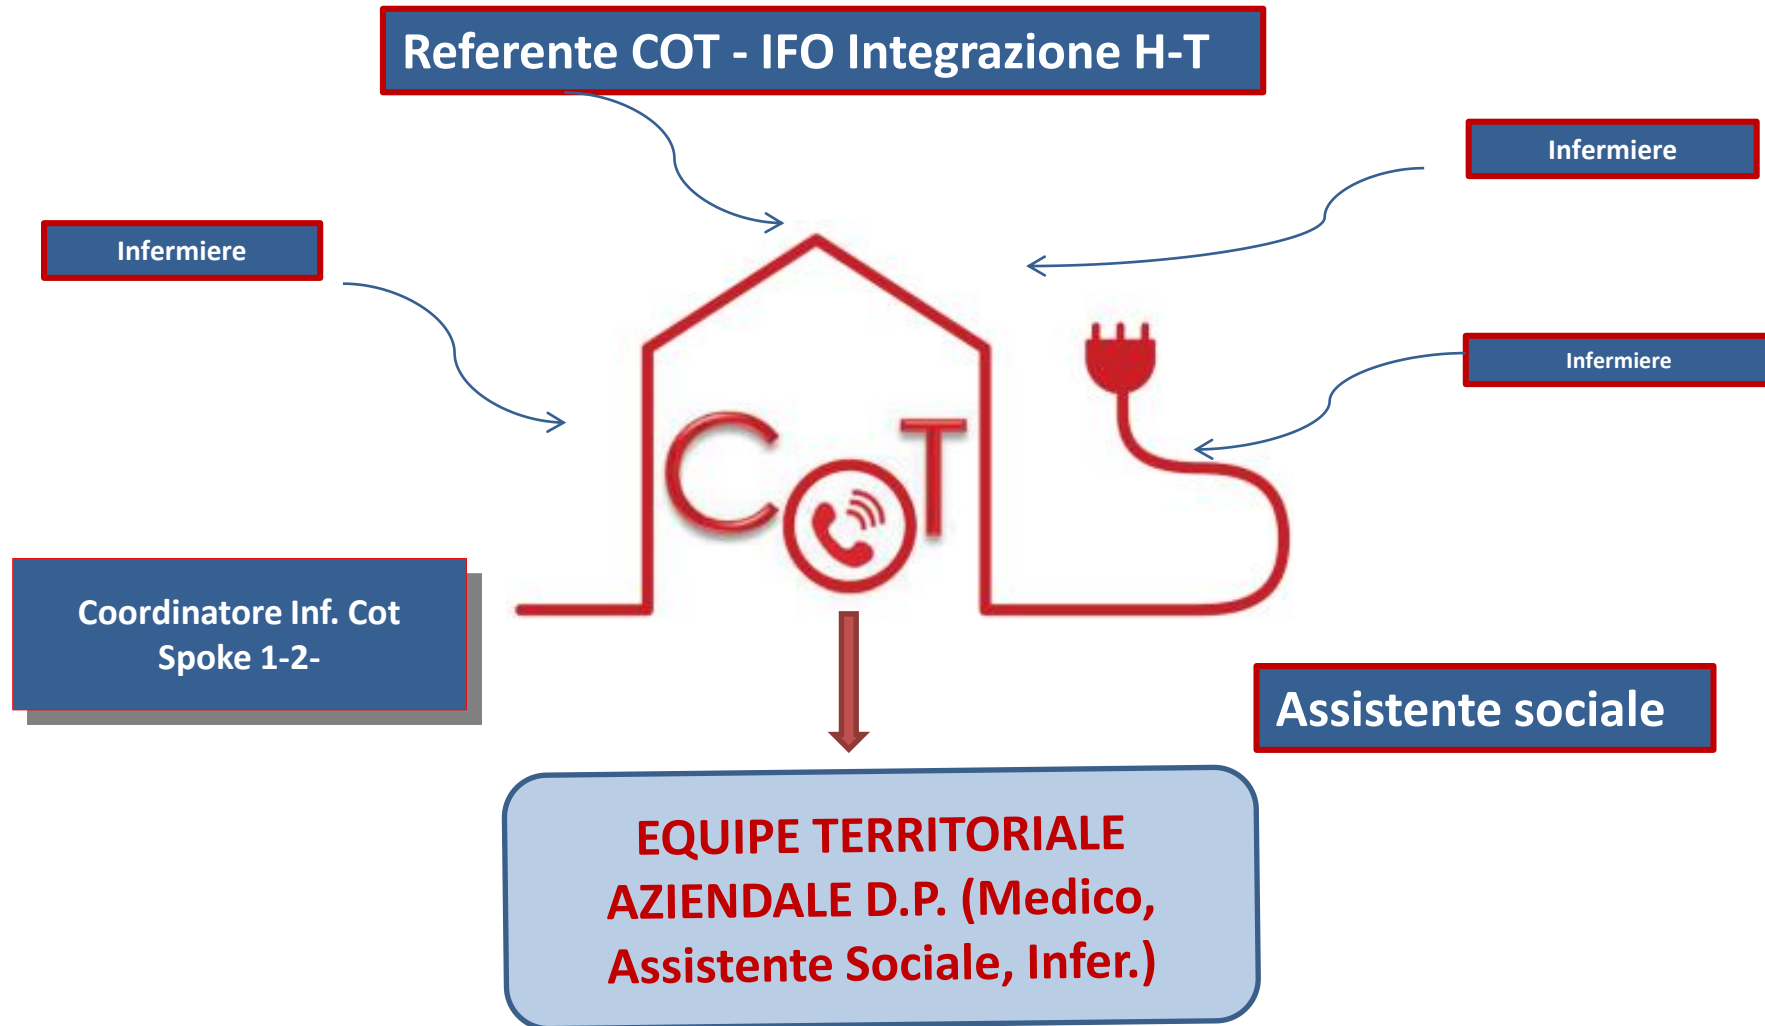 Referente COT - IFO Integrazione H-T
Infermiere
Infermiere
Infermiere
COT
Coordinatore Inf. Cot
Spoke 1-2-
Assistente sociale
EQUIPE TERRITORIALE
AZIENDALE D.P. (Medico,
Assistente Sociale, Infer.)